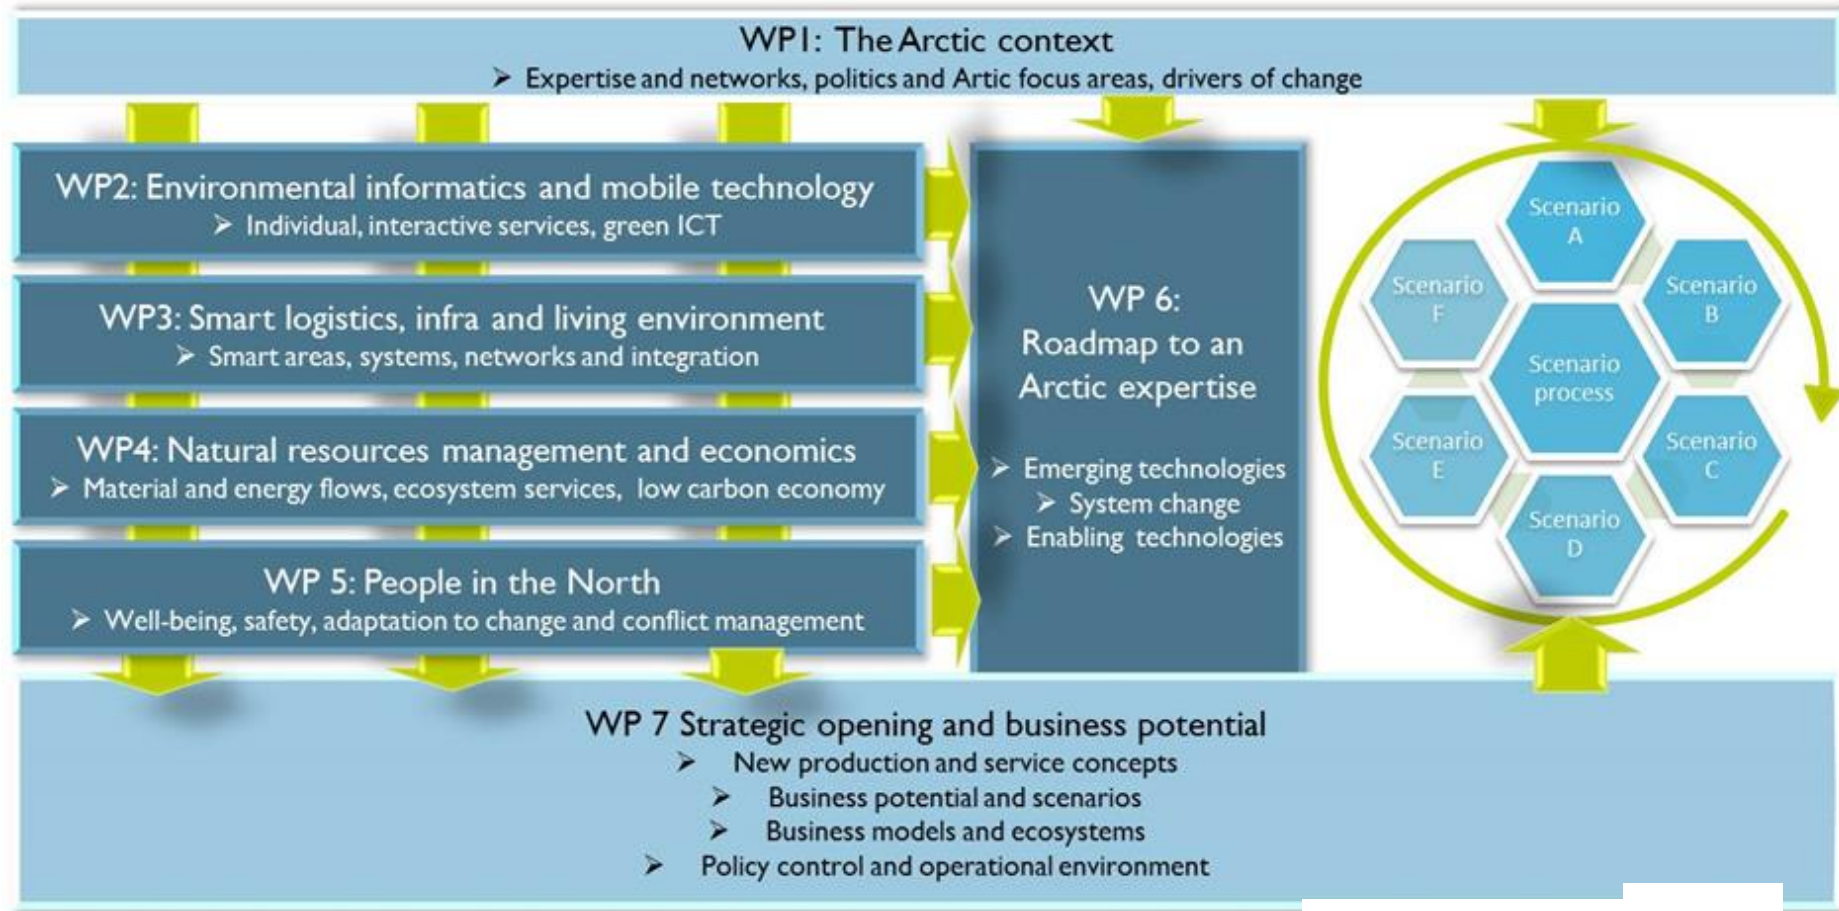 WP1: The Arctic context
➢ Expertise and networks, politics and Artic focus areas, drivers of change
WP2: Environmental informatics and mobile technology
➢ Individual, interactive services, green ICT
WP3: Smart logistics, infra and living environment
➢ Smart areas, systems, networks and integration
WP4: Natural resources management and economics
➢ Material and energy flows, ecosystem services, low carbon economy
WP 5: People in the North
➢ Well-being, safety, adaptation to change and conflict management
WP 6:
Roadmap to an
Arctic expertise
➢ Emerging technologies
➢ System change
➢ Enabling technologies
Scenario
A
Scenario
B
Scenario
C
Scenario
D
Scenario
E
Scenario
F
Scenario
process
WP 7 Strategic opening and business potential
➢ New production and service concepts
➢ Business potential and scenarios
➢ Business models and ecosystems
➢ Policy control and operational environment